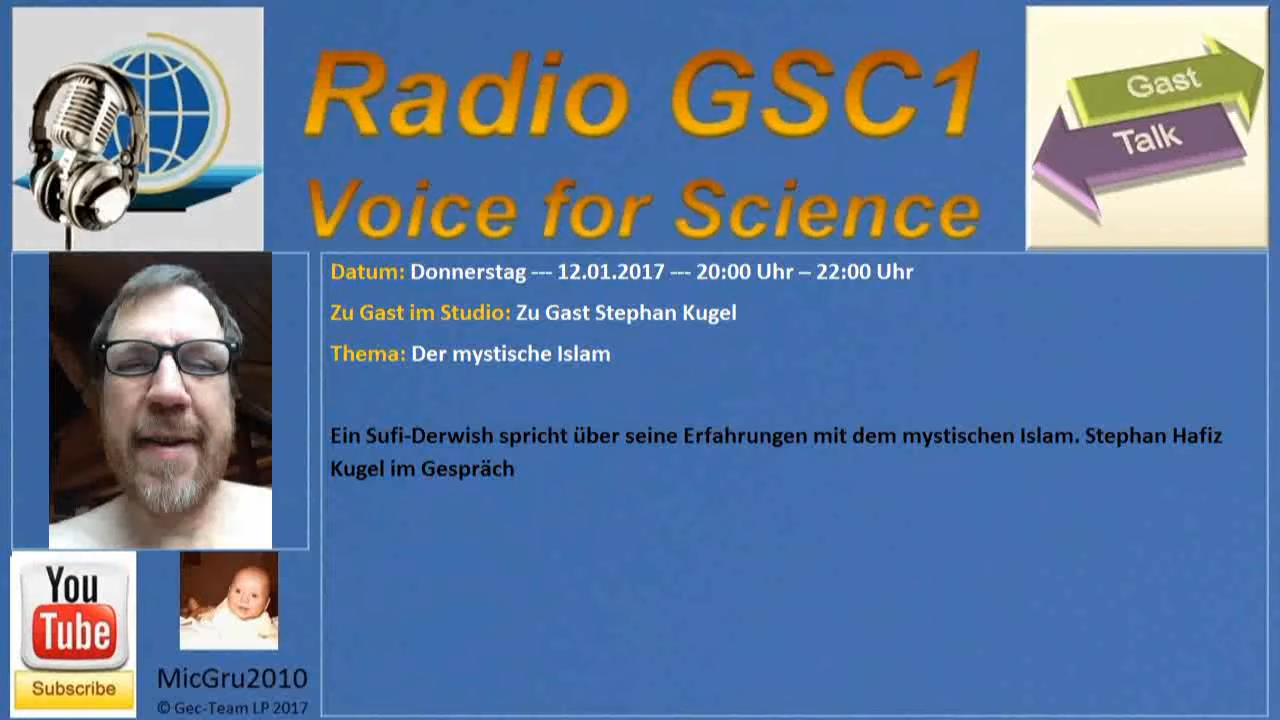 Radio GSC1
Voice for Science
Gast
Talk
Datum: Donnerstag --- 12.01.2017 --- 20:00 Uhr – 22:00 Uhr
Zu Gast im Studio: Zu Gast Stephan Kugel
Thema: Der mystische Islam
Ein Sufi-Derwish spricht über seine Erfahrungen mit dem mystischen Islam. Stephan Hafiz
Kugel im Gespräch
You
Tube
Subscribe
MicGru2010
© Gec-Team LP 2017